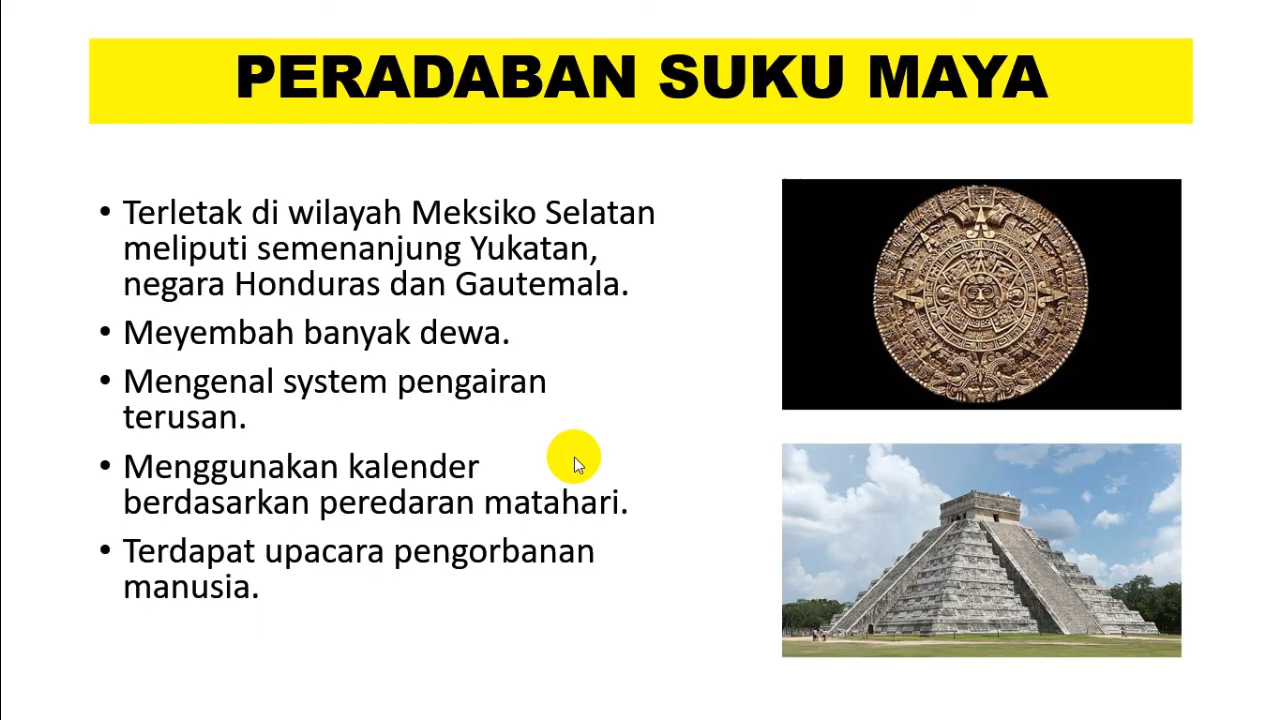 PERADABAN SUKU MAYA
• Terletak di wilayah Meksiko Selatan
meliputi semenanjung Yukatan,
negara Honduras dan Gautemala.
• Meyembah banyak dewa.
• Mengenal system pengairan
terusan.
• Menggunakan kalender
berdasarkan peredaran matahari.
• Terdapat upacara pengorbanan
manusia.